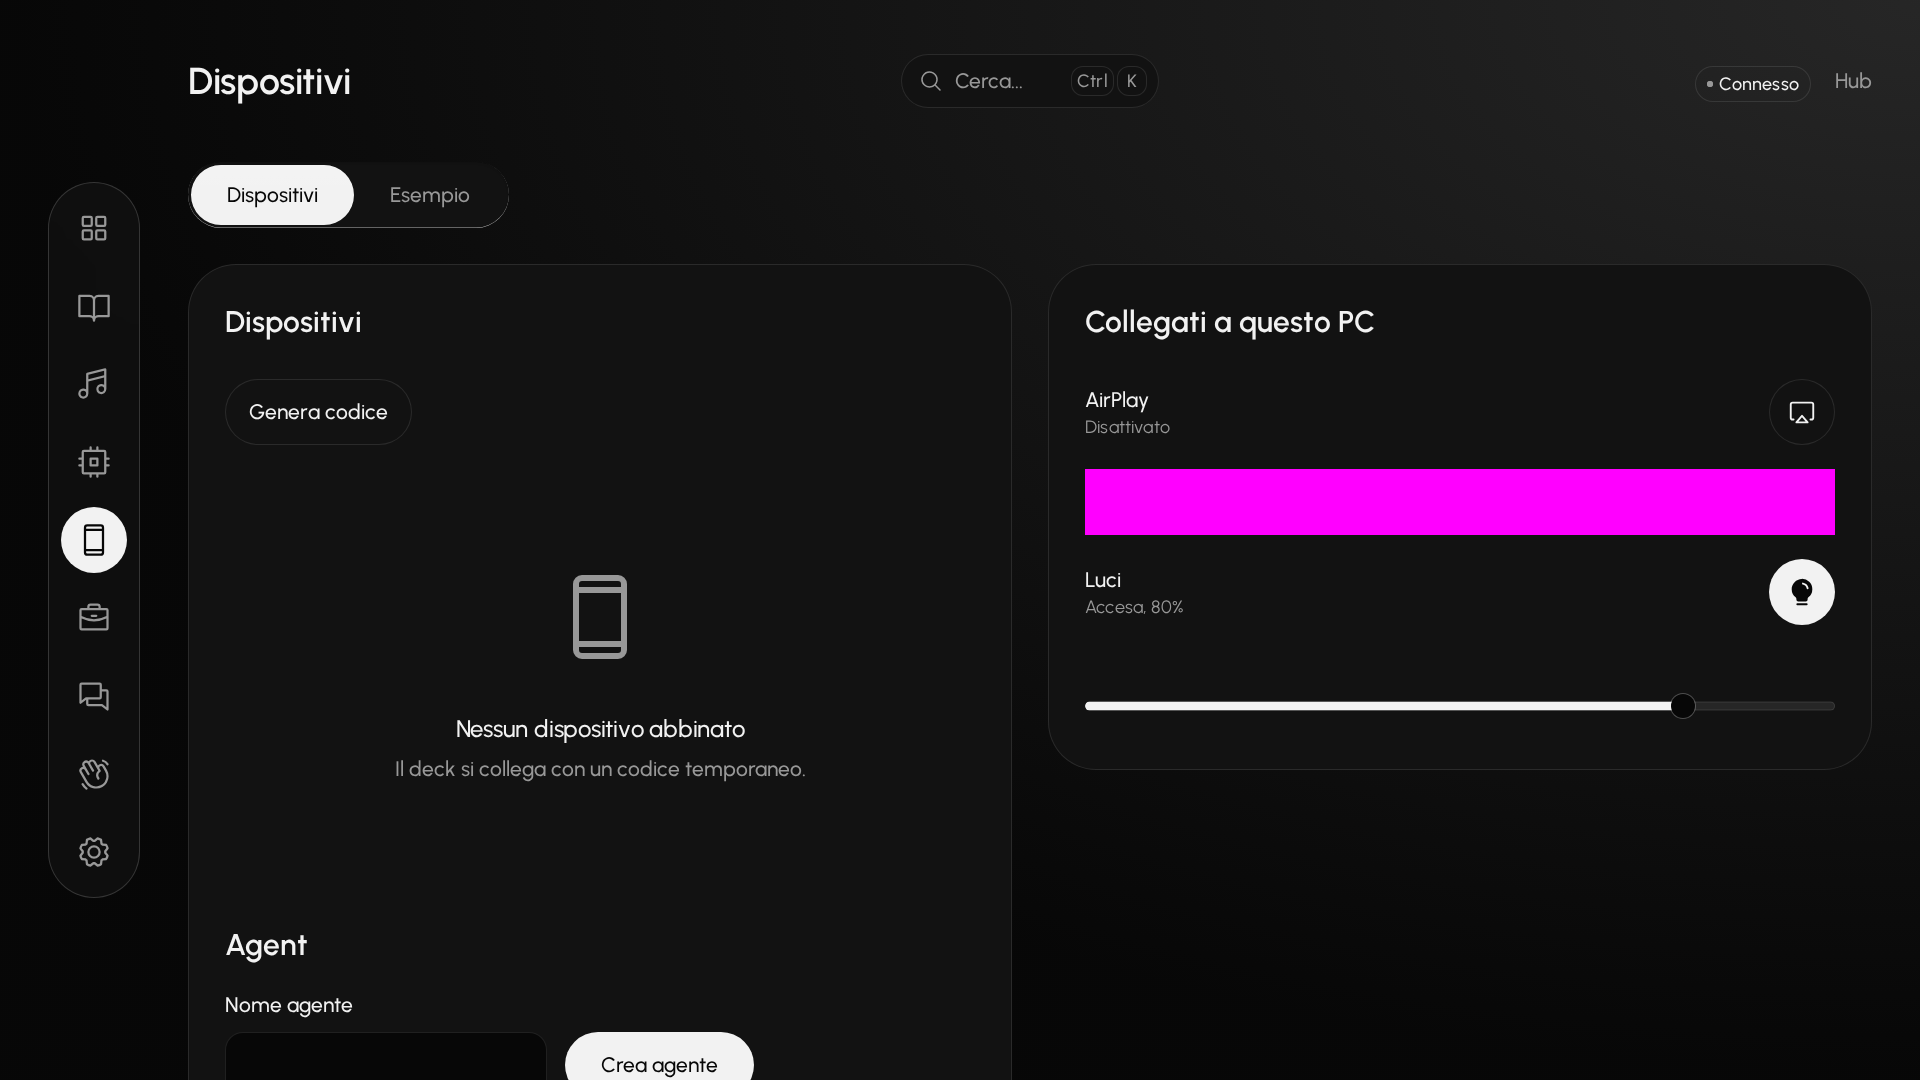 Dispositivi
Cerca...
Ctrl K
Connesso
Hub
Dispositivi
Esempio
Dispositivi
Genera codice
Nessun dispositivo abbinato
Il deck si collega con un codice temporaneo.
Agent
Nome agente
Crea agente
Collegati a questo PC
AirPlay
Disattivato
Luci
Accesa, 80%